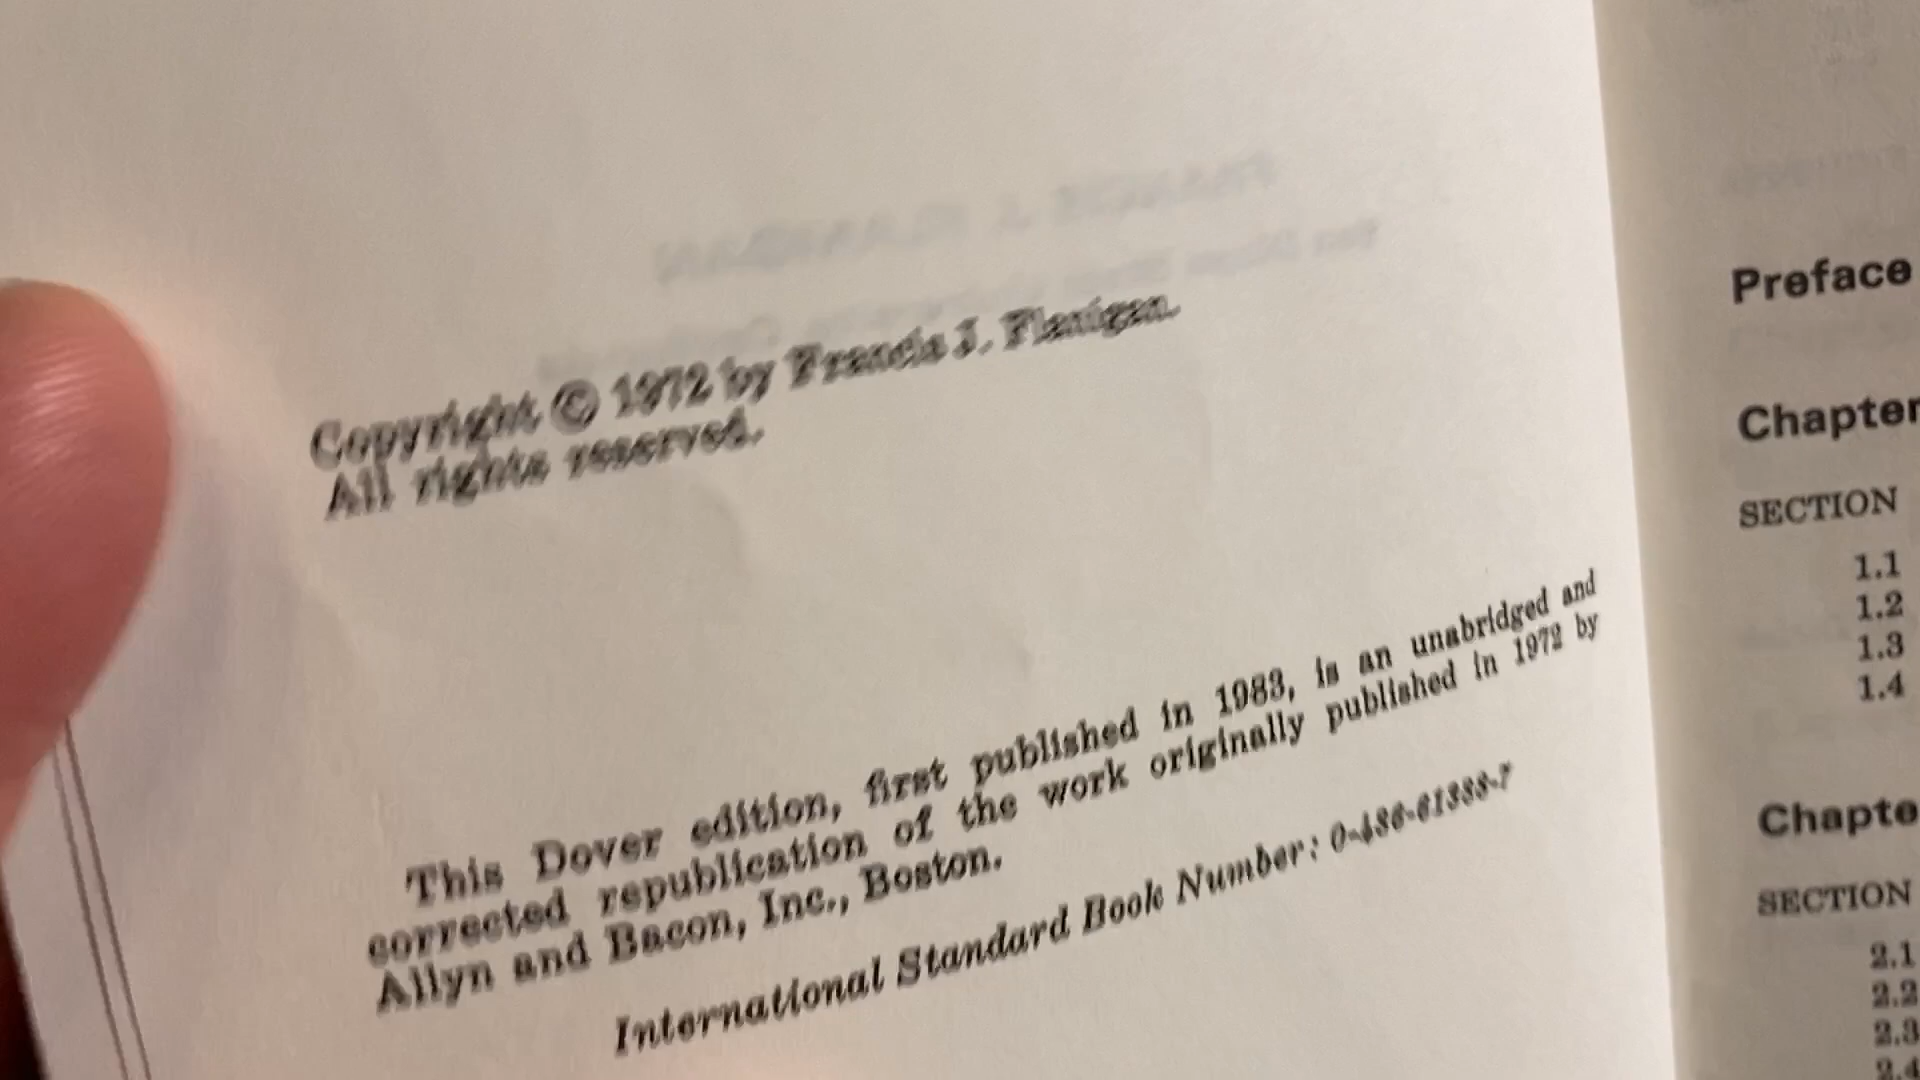 Copyright © 1972 by Francis J. Flanigan.
All rights reserved.
This Dover edition, first published in 1983, is an unabridged and
corrected republication of the work originally published in 1972 by
Allyn and Bacon, Inc., Boston.
International Standard Book Number: 0-486-61388-7
Preface
Chapter
SECTION
1.1
1.2
1.3
1.4
Chapte
SECTION
2.1
2.2
2.3
2.4